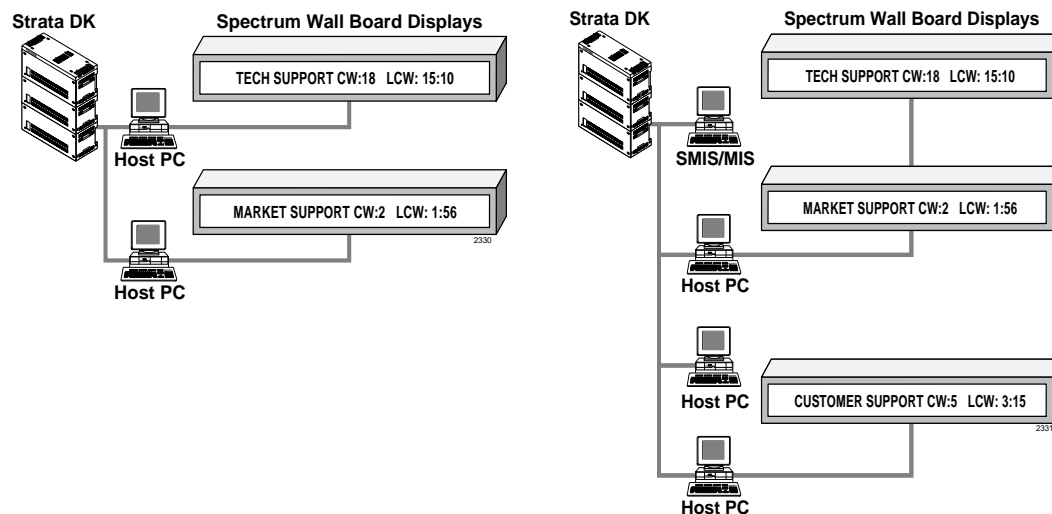 Strata DK
Spectrum Wall Board Displays
TECH SUPPORT CW:18 LCW: 15:10
Host PC
MARKET SUPPORT CW:2 LCW: 1:56
2330
Host PC
Strata DK
Spectrum Wall Board Displays
TECH SUPPORT CW:18 LCW: 15:10
SMIS/MIS
MARKET SUPPORT CW:2 LCW: 1:56
Host PC
Host PC
CUSTOMER SUPPORT CW:5 LCW: 3:15
2331
Host PC